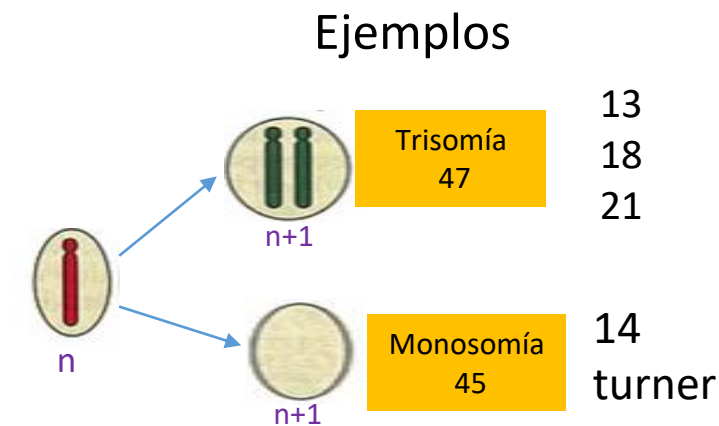 Ejemplos
13
18
21
Trisomía
47
n+1
n
Monosomía
45
14
turner
n+1